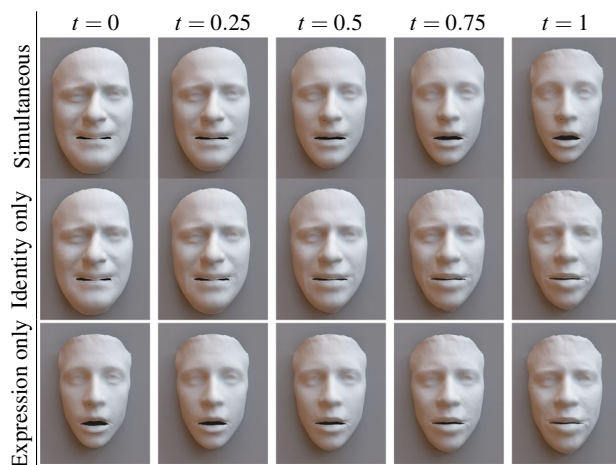 t = 0 t = 0.25 t = 0.5 t = 0.75 t = 1
Simultaneous
Identity only
Expression only